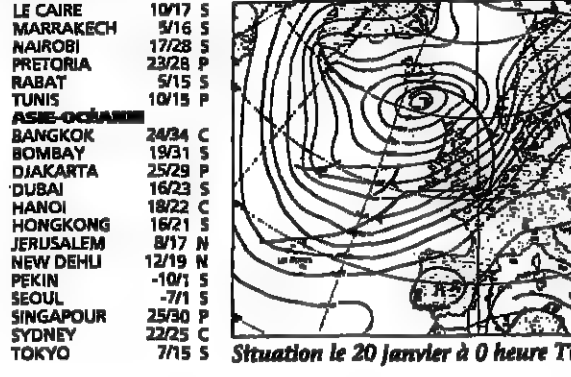 LE CAIRE 10/17 S
MARRAKECH 5/16 S
NAIROBI 17/28 S
PRETORIA 23/28 P
RABAT 5/15 S
TUNIS 10/15 P
ASIE-OCÉANIE
BANGKOK 24/34 C
BOMBAY 19/31 S
DJAKARTA 25/29 P
DUBAI 16/23 S
HANOI 18/22 C
HONGKONG 16/21 S
JERUSALEM 8/17 N
NEW DEHLI 12/19 N
PEKIN -10/1 S
SEOUL -7/1 S
SINGAPOUR 25/30 P
SYDNEY 22/25 C
TOKYO 7/15 S
Situation le 20 janvier à 0 heure